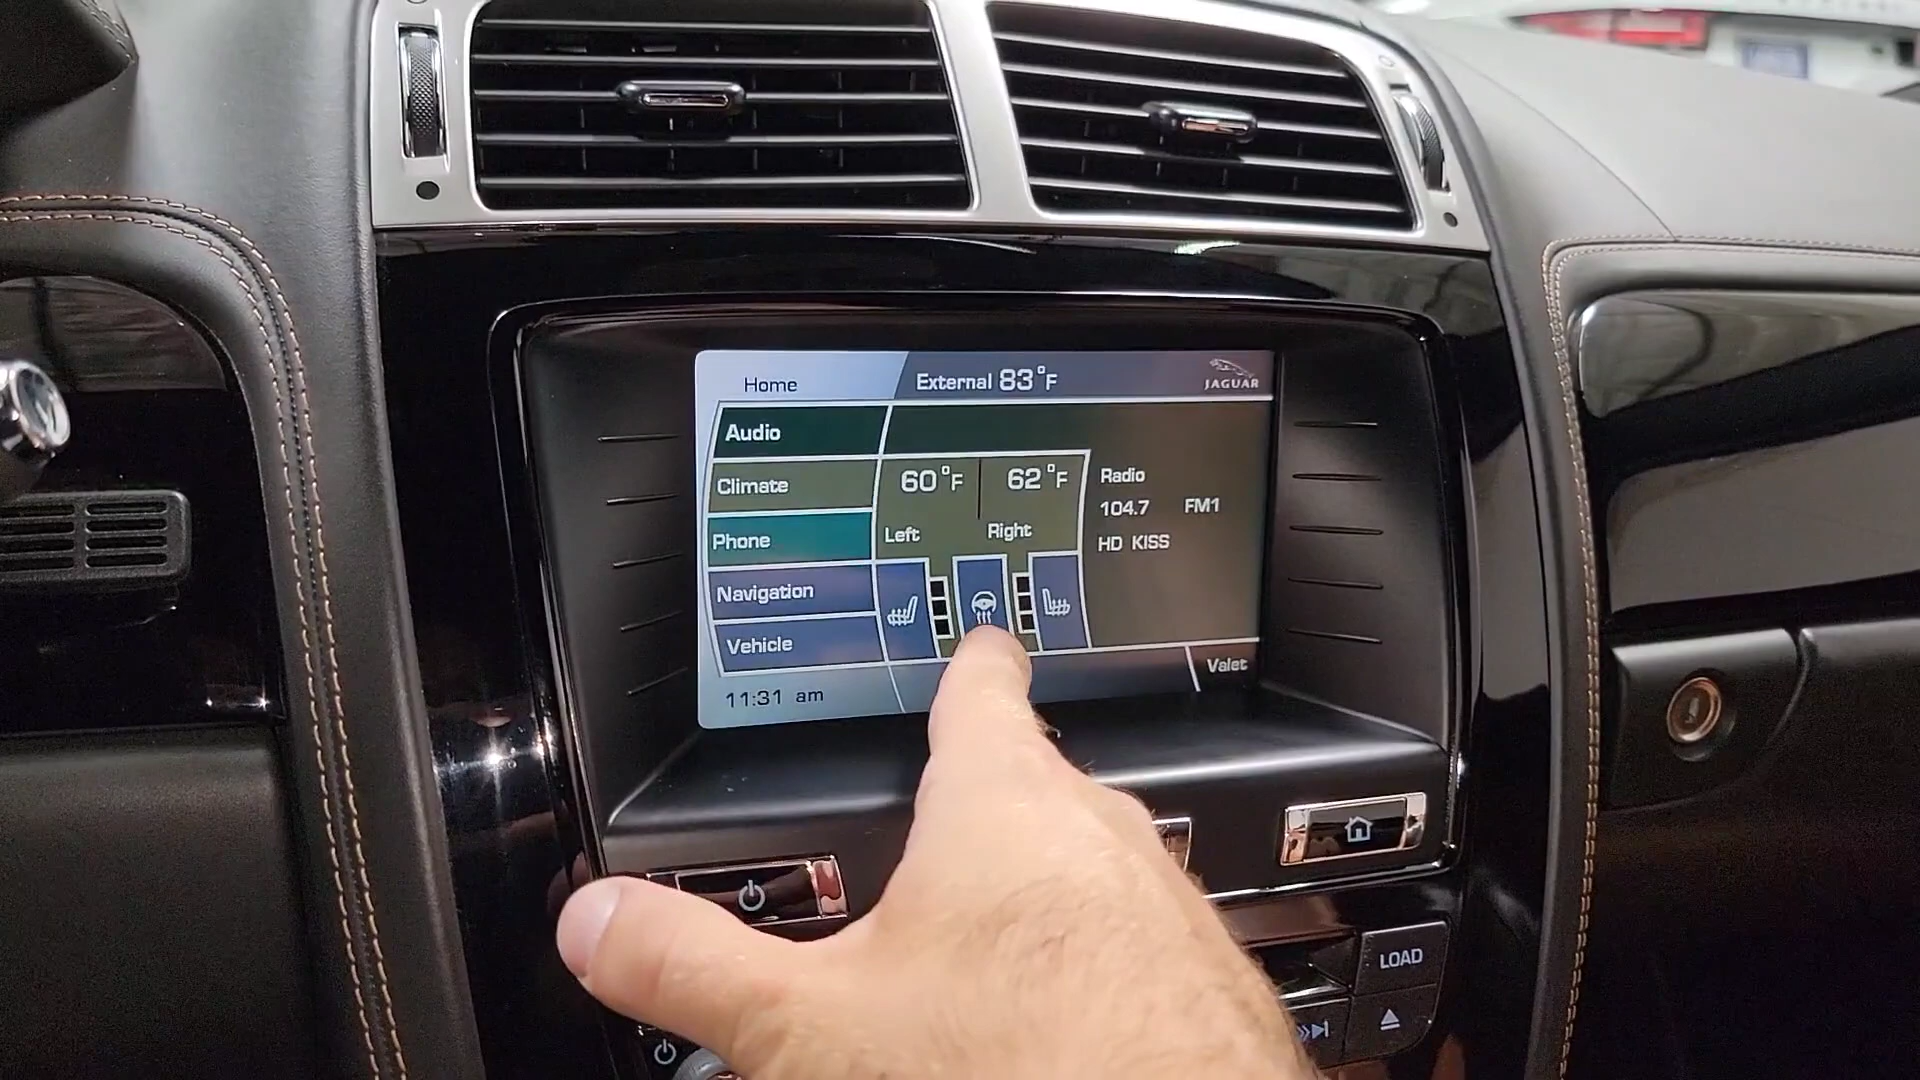 Home
External 83°F
JAGUAR
Audio
Climate
60°F
62°F
Radio
104.7 FM1
HD KISS
Phone
Left
Right
Navigation
Vehicle
Valet
11:31 am
LOAD